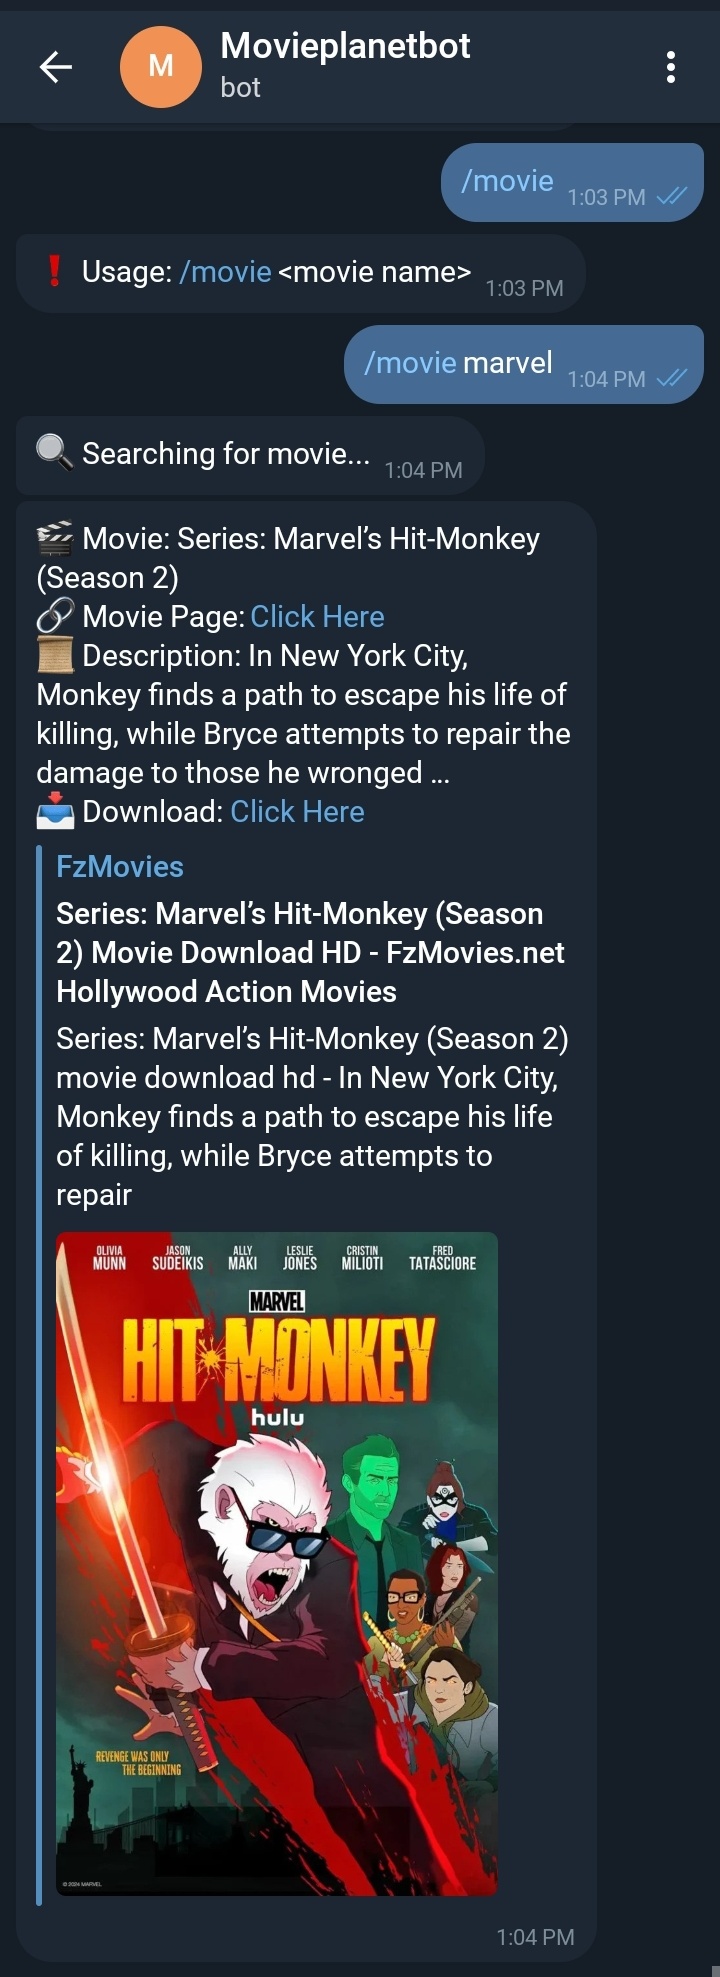 M
Movieplanetbot
bot
/movie 1:03 PM
❗ Usage: /movie <movie name> 1:03 PM
/movie marvel 1:04 PM
🔍 Searching for movie... 1:04 PM
🎬 Movie: Series: Marvel’s Hit-Monkey
(Season 2)
🔗 Movie Page: Click Here
📜 Description: In New York City,
Monkey finds a path to escape his life of
killing, while Bryce attempts to repair the
damage to those he wronged ...
📥 Download: Click Here
FzMovies
Series: Marvel’s Hit-Monkey (Season
2) Movie Download HD - FzMovies.net
Hollywood Action Movies
Series: Marvel’s Hit-Monkey (Season 2)
movie download hd - In New York City,
Monkey finds a path to escape his life
of killing, while Bryce attempts to
repair
OLIVIA MUNN JASON SUDEIKIS ALLY MAKI LESLIE JONES CRISTIN MILIOTI FRED TATASCIORE
MARVEL
HIT-MONKEY
hulu
REVENGE WAS ONLY
THE BEGINNING
© 2024 MARVEL
1:04 PM